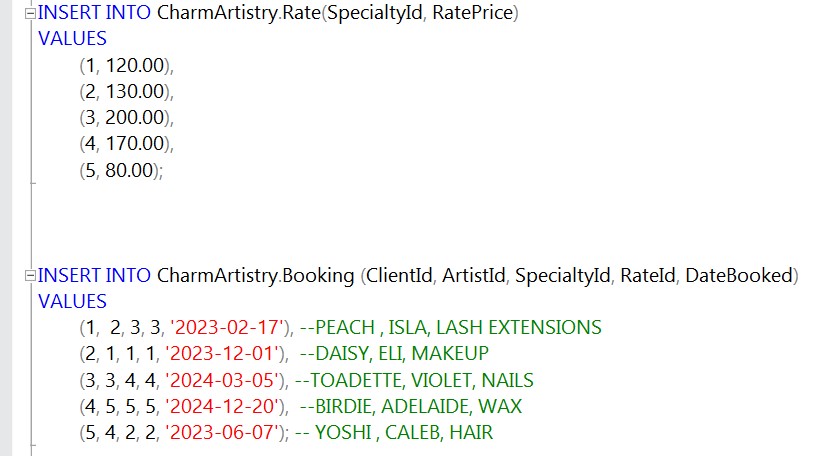 INSERT INTO CharmArtistry.Rate(SpecialtyId, RatePrice)
VALUES
(1, 120.00),
(2, 130.00),
(3, 200.00),
(4, 170.00),
(5, 80.00);
INSERT INTO CharmArtistry.Booking (ClientId, ArtistId, SpecialtyId, RateId, DateBooked)
VALUES
(1,  2, 3, 3, '2023-02-17'), --PEACH , ISLA, LASH EXTENSIONS
(2, 1, 1, 1, '2023-12-01'),  --DAISY, ELI, MAKEUP
(3, 3, 4, 4, '2024-03-05'), --TOADETTE, VIOLET, NAILS
(4, 5, 5, 5, '2024-12-20'),  --BIRDIE, ADELAIDE, WAX
(5, 4, 2, 2, '2023-06-07'); -- YOSHI , CALEB, HAIR